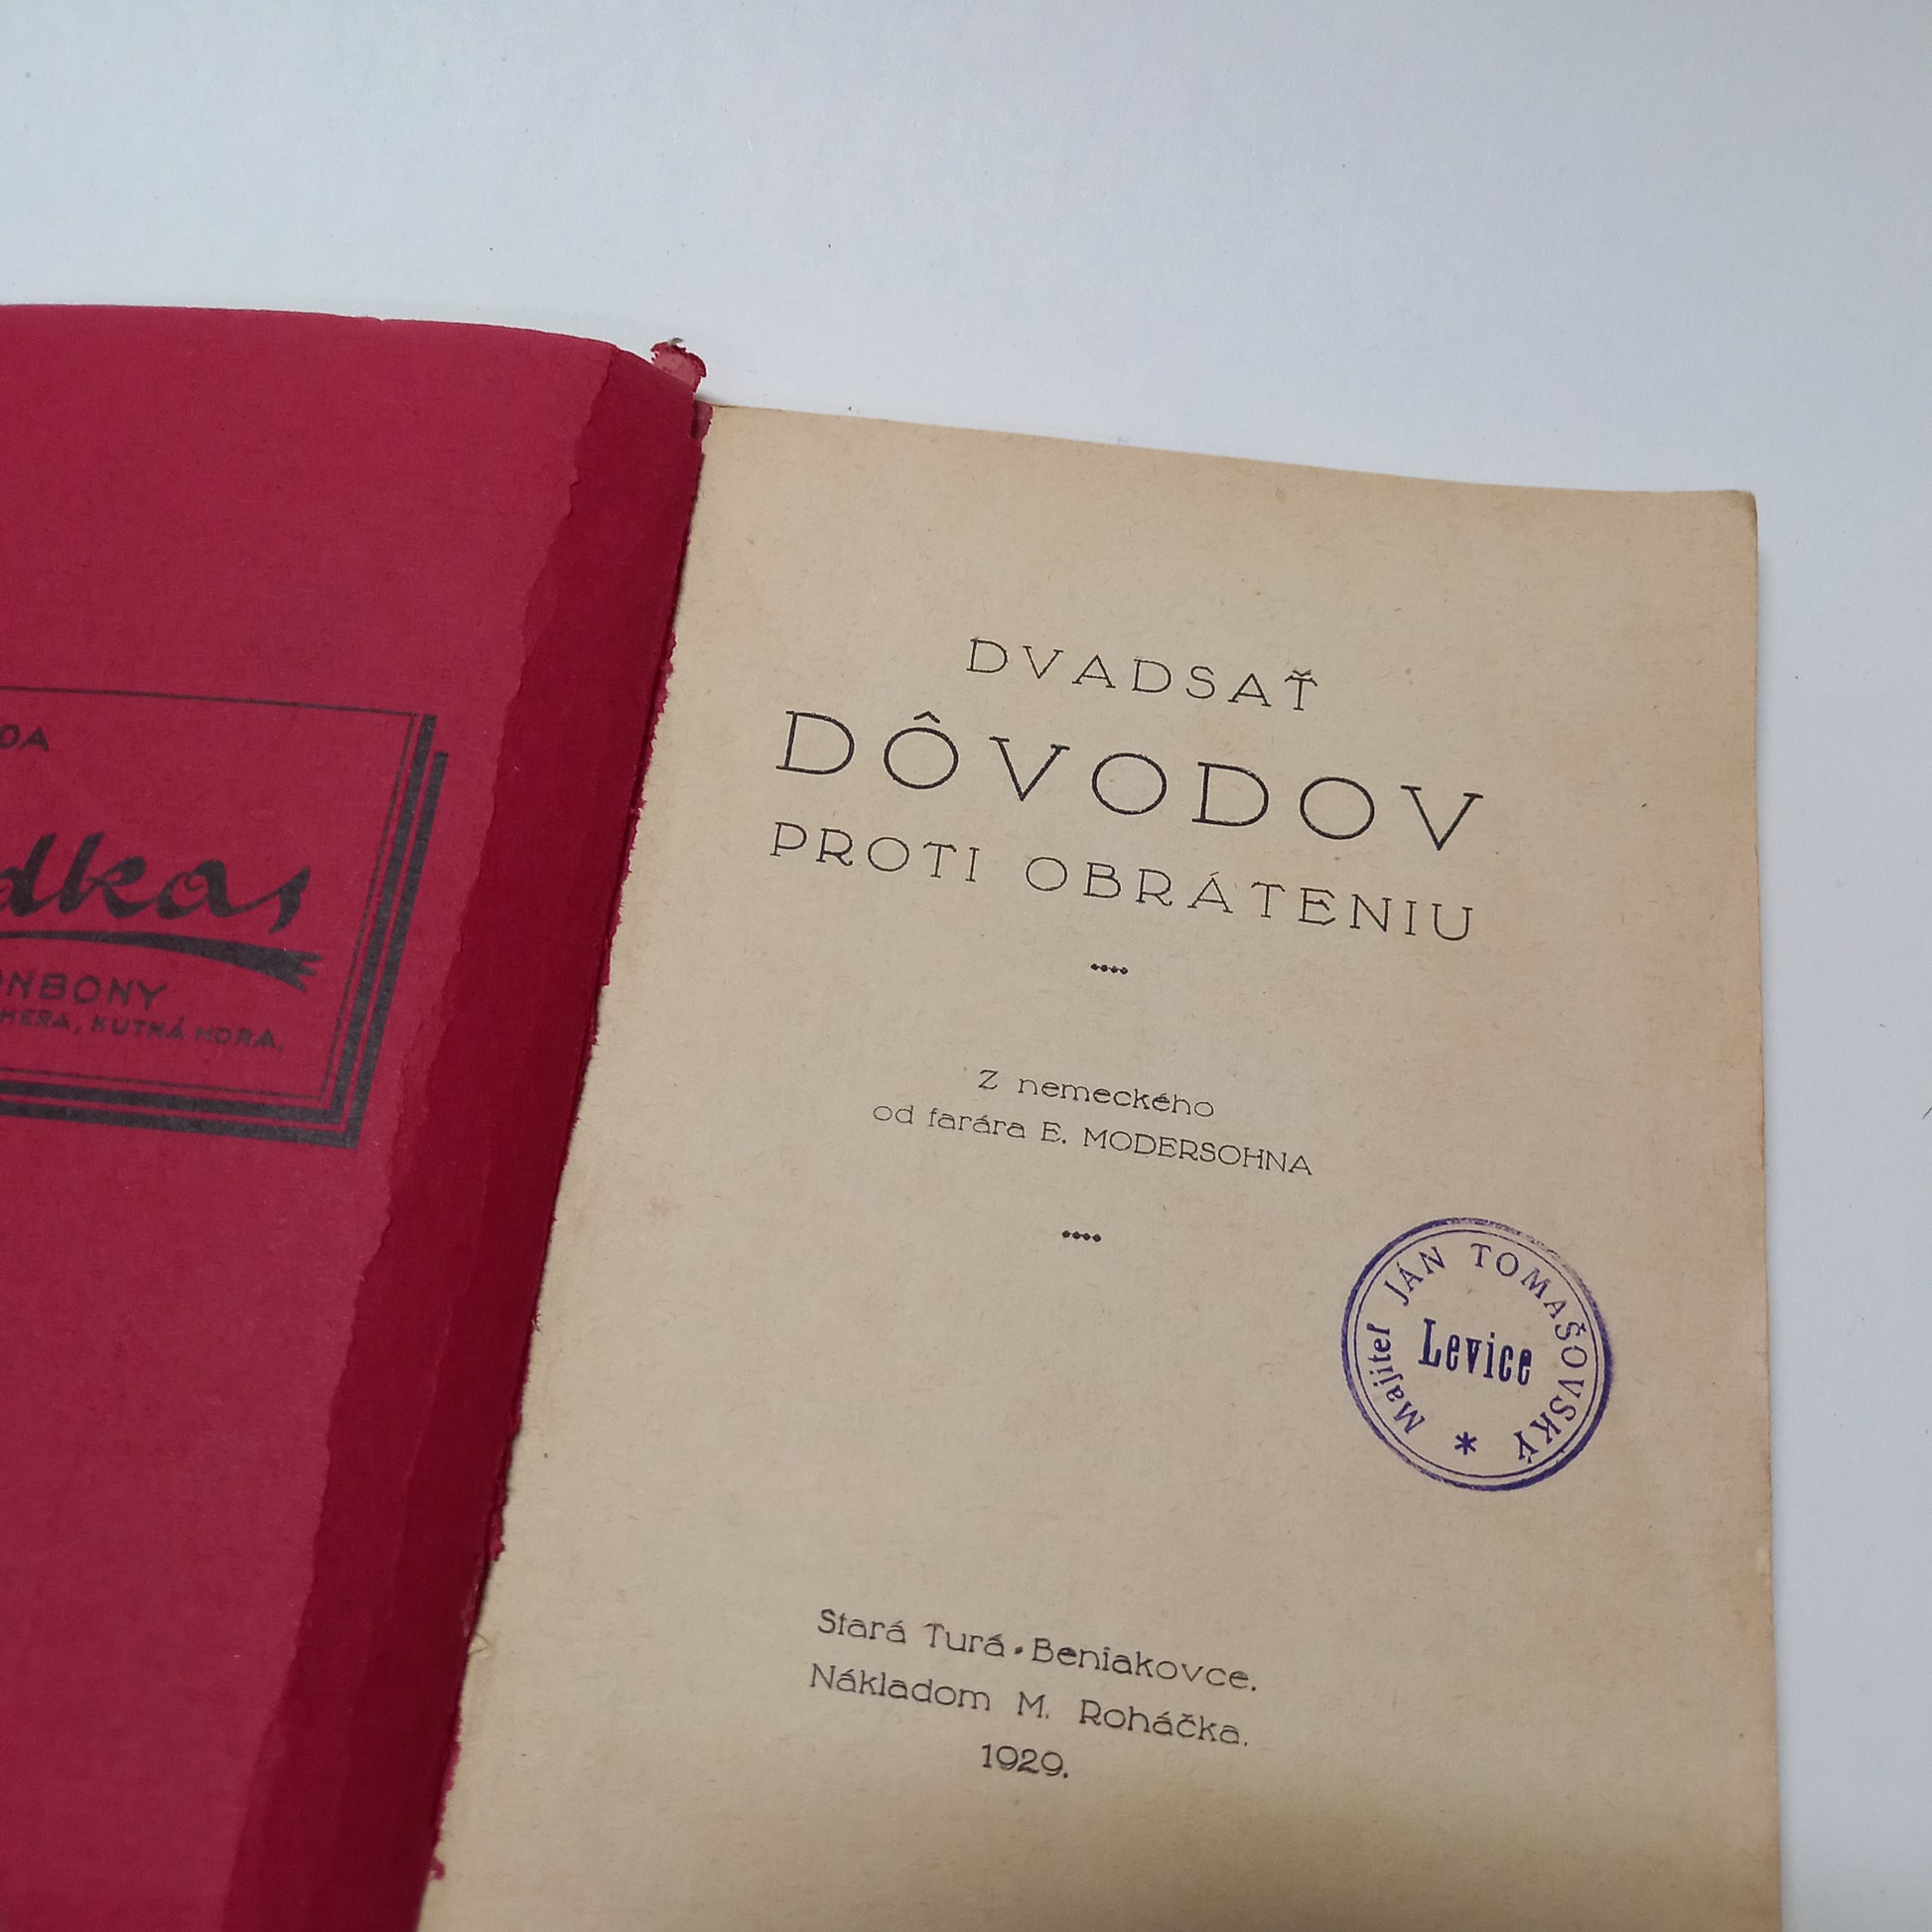 DA
dkas
ONBONY
HERA, KUTNÁ HORA.
DVADSAŤ
DÔVODOV
PROTI OBRÁTENIU
Z nemeckého
od farára E. MODERSOHNA
Majiteľ JÁN TOMAŠOVSKÝ *
Levice
Stará Turá - Beniakovce.
Nákladom M. Roháčka.
1929.